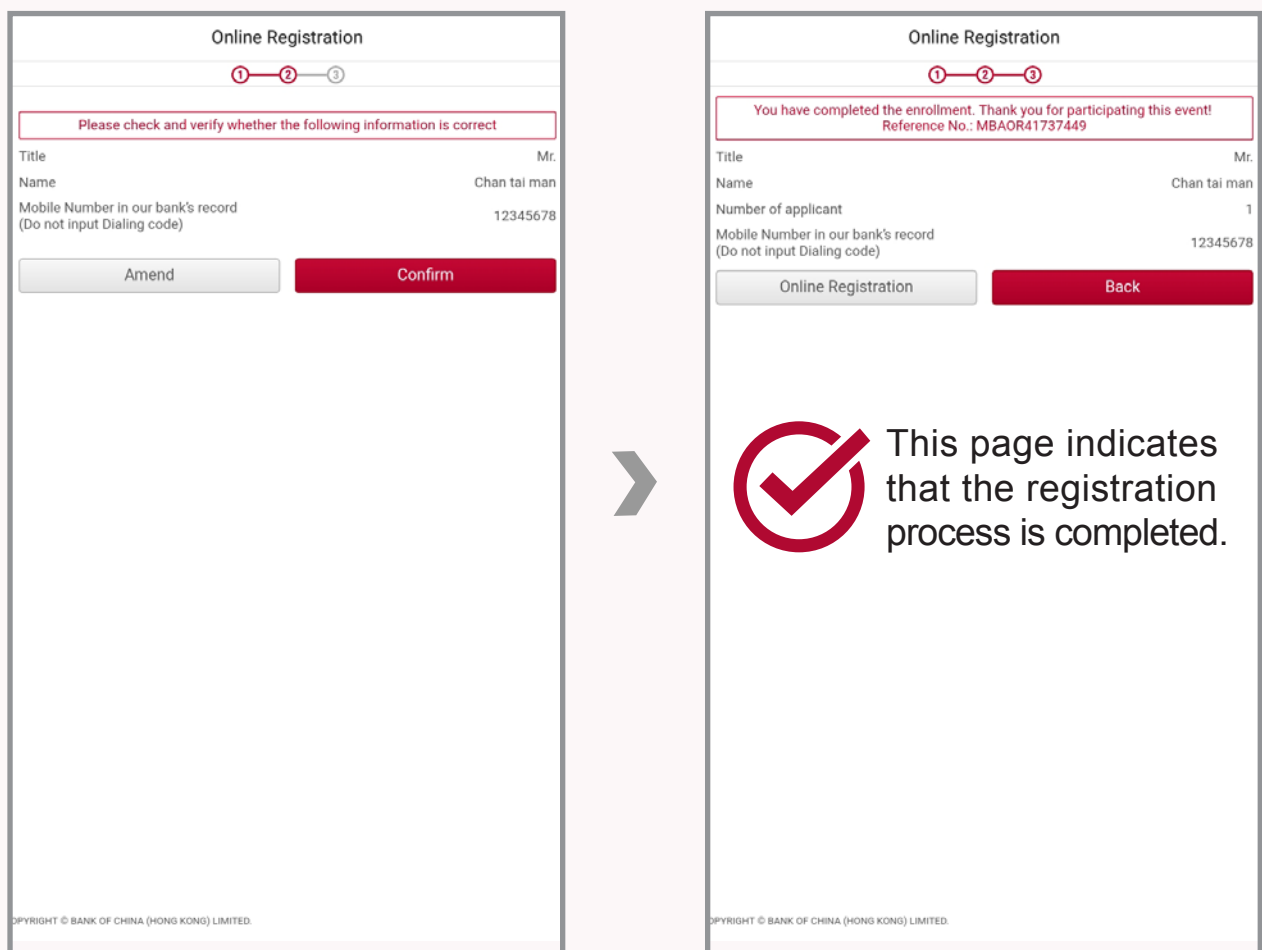 Online Registration
1 2 3
Please check and verify whether the following information is correct
Title Mr.
Name Chan tai man
Mobile Number in our bank's record
(Do not input Dialing code) 12345678
Amend Confirm
OPYRIGHT © BANK OF CHINA (HONG KONG) LIMITED.
Online Registration
1 2 3
You have completed the enrollment. Thank you for participating this event!
Reference No.: MBAOR41737449
Title Mr.
Name Chan tai man
Number of applicant 1
Mobile Number in our bank's record
(Do not input Dialing code) 12345678
Online Registration Back
This page indicates
that the registration
process is completed.
OPYRIGHT © BANK OF CHINA (HONG KONG) LIMITED.